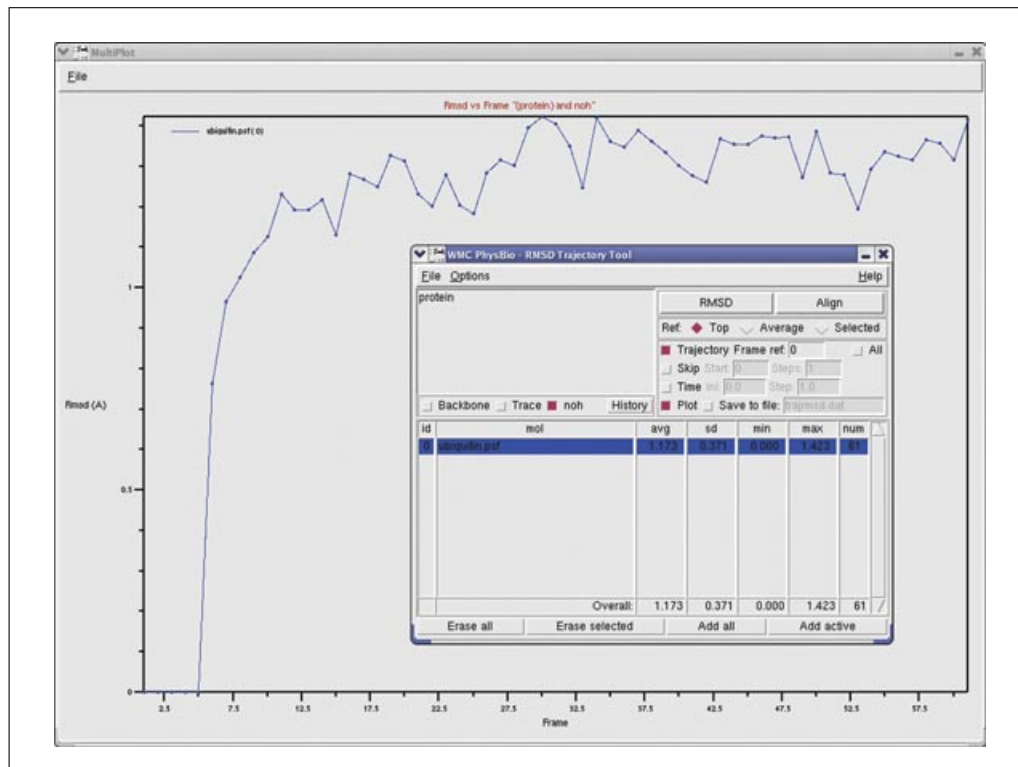 MultiPlot
File
Rmsd vs Frame "(protein) and noh"
ubiquitin.psf( 0)
Rmsd (A)
1
0.5
0
2.5 7.5 12.5 17.5 22.5 27.5 32.5 37.5 42.5 47.5 52.5 57.5
Frame
WMC PhysBio - RMSD Trajectory Tool
File Options Help
protein
RMSD Align
Ref: Top Average Selected
Trajectory Frame ref: 0 All
Skip Start: 0 Steps: 1
Time Ini: 0.0 Step: 1.0
Backbone Trace noh History
Plot Save to file: trajrmsd.dat
id mol avg sd min max num
0 ubiquitin.psf 1.173 0.371 0.000 1.423 61
Overall: 1.173 0.371 0.000 1.423 61
Erase all Erase selected Add all Add active